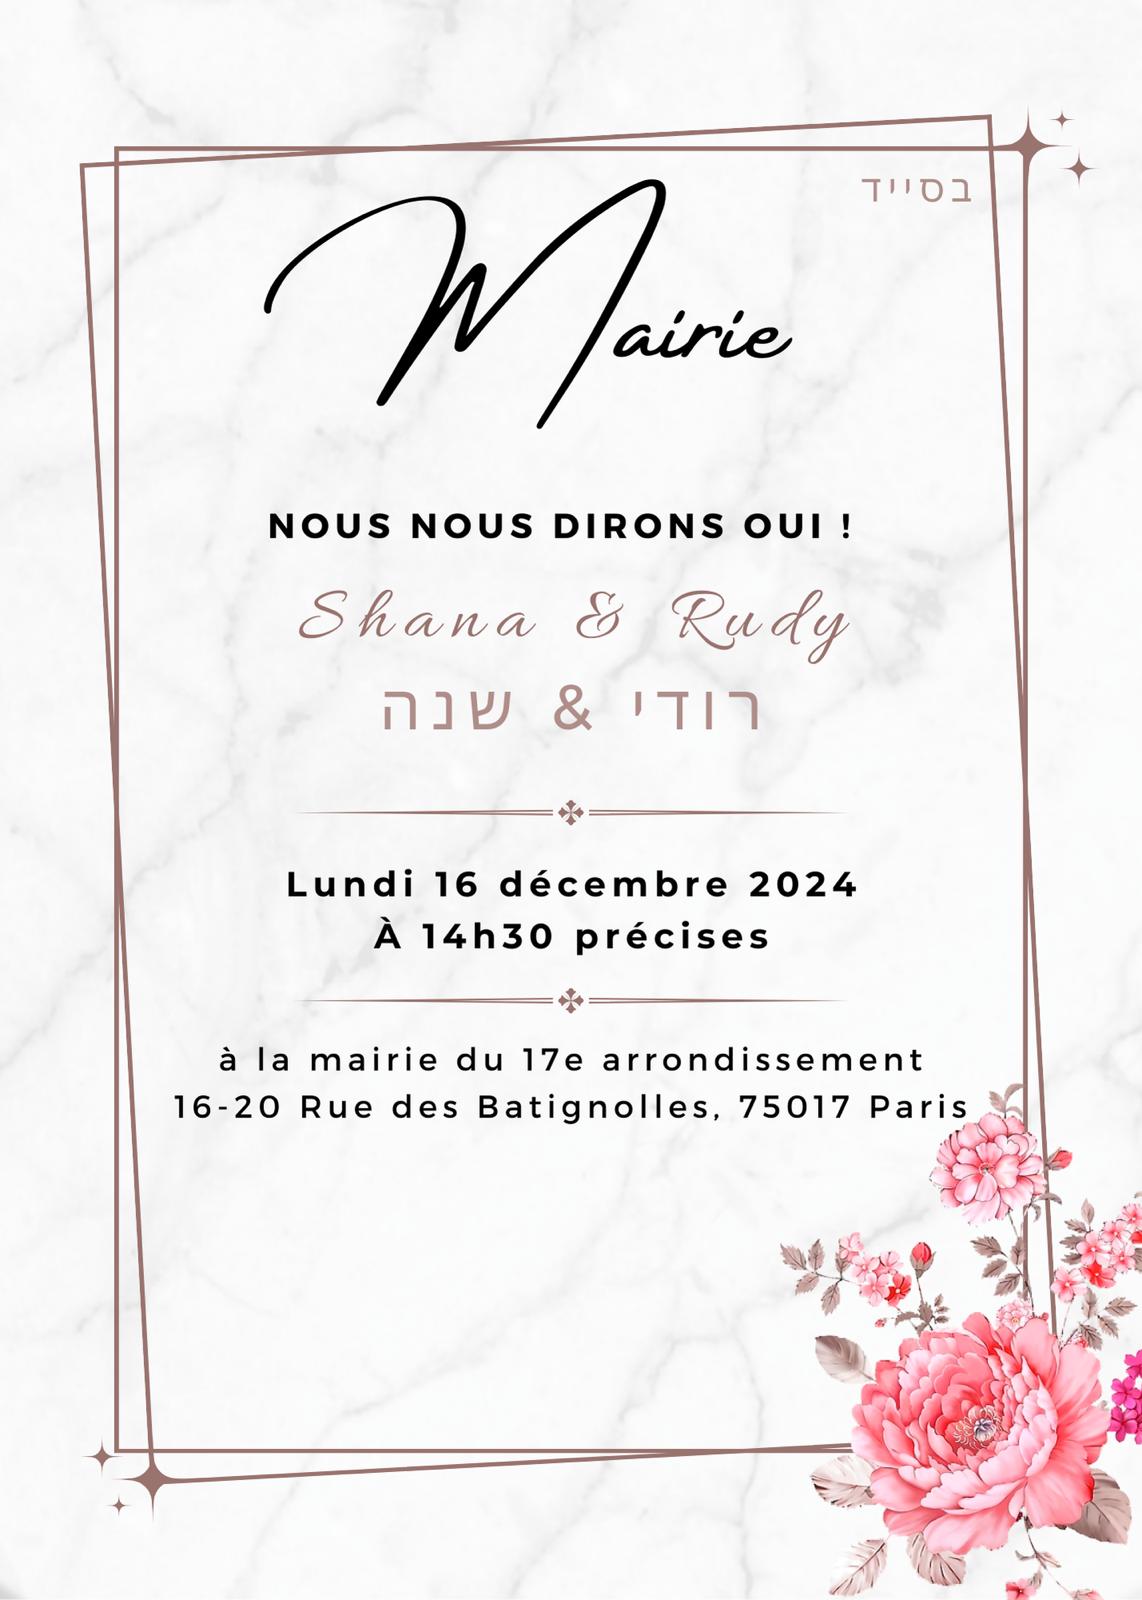 בסייד
Mairie
NOUS NOUS DIRONS OUI !
Shana & Rudy
רודי & שנה
Lundi 16 décembre 2024
À 14h30 précises
à la mairie du 17e arrondissement
16-20 Rue des Batignolles, 75017 Paris